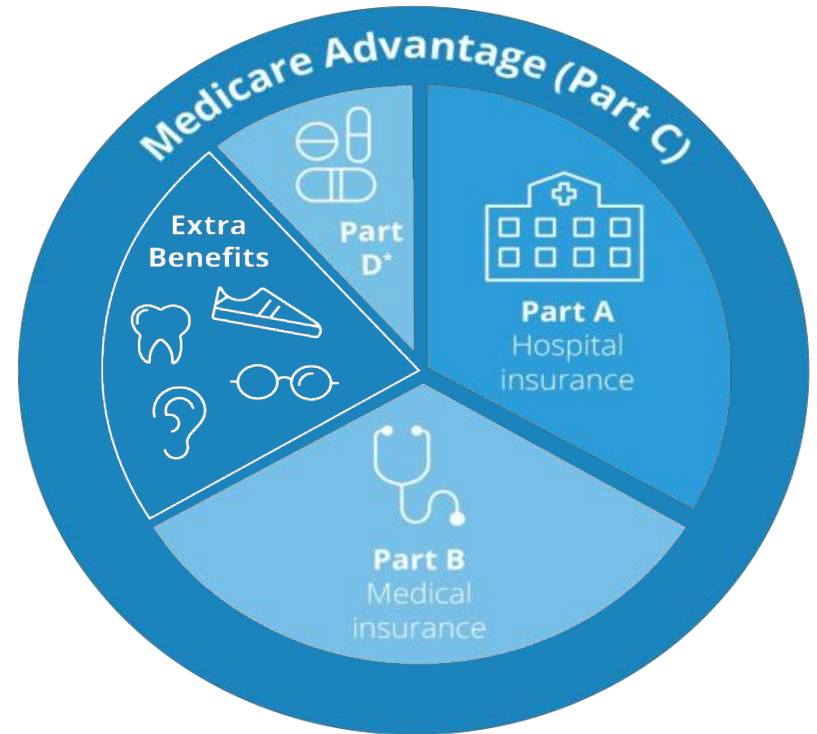 Medicare Advantage (Part C)
Part
D*
Extra
Benefits
Part A
Hospital
insurance
Part B
Medical
insurance